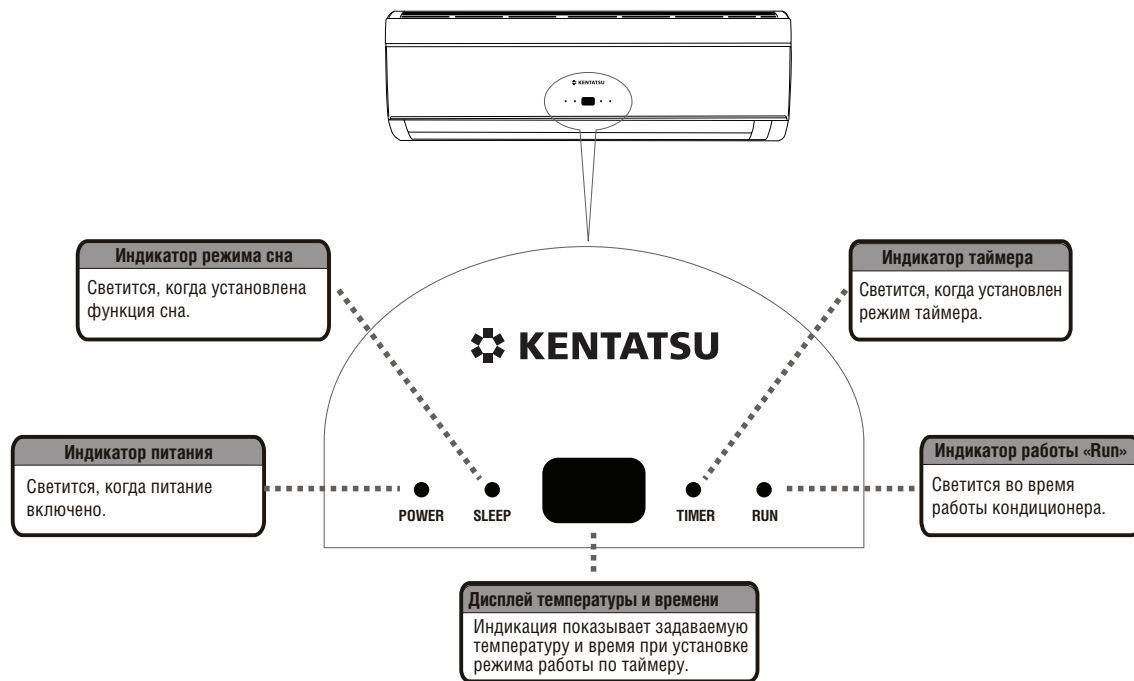 KENTATSU
Индикатор режима сна
Светится, когда установлена
функция сна.
Индикатор таймера
Светится, когда установлен
режим таймера.
KENTATSU
Индикатор питания
Светится, когда питание
включено.
Индикатор работы «Run»
Светится во время
работы кондиционера.
POWER SLEEP TIMER RUN
Дисплей температуры и времени
Индикация показывает задаваемую
температуру и время при установке
режима работы по таймеру.